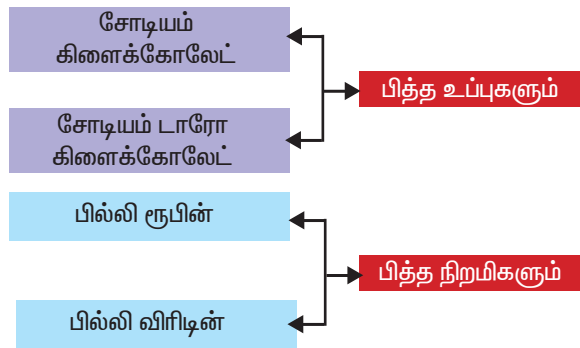 சோடியம்
கிளைக்கோலேட்
பித்த உப்புகளும்
சோடியம் டாரோ
கிளைக்கோலேட்
பில்லி ரூபின்
பித்த நிறமிகளும்
பில்லி விரிடின்